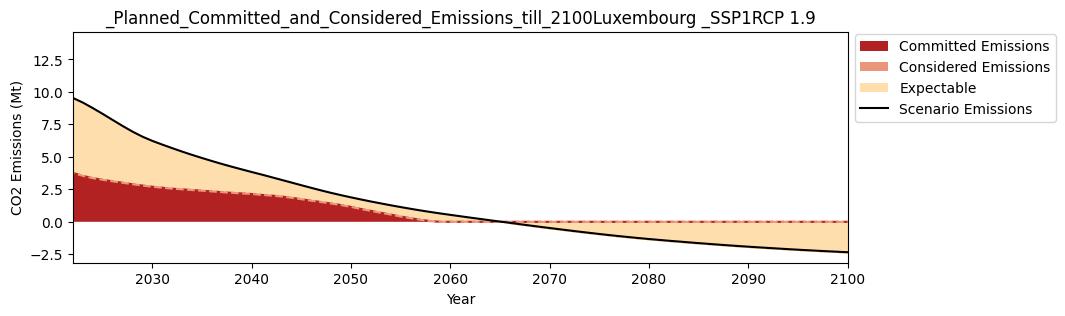 _Planned_Committed_and_Considered_Emissions_till_2100Luxembourg _SSP1RCP 1.9
CO2 Emissions (Mt)
12.5
10.0
7.5
5.0
2.5
0.0
−2.5
2030 2040 2050 2060 2070 2080 2090 2100
Year
Committed Emissions
Considered Emissions
Expectable
Scenario Emissions